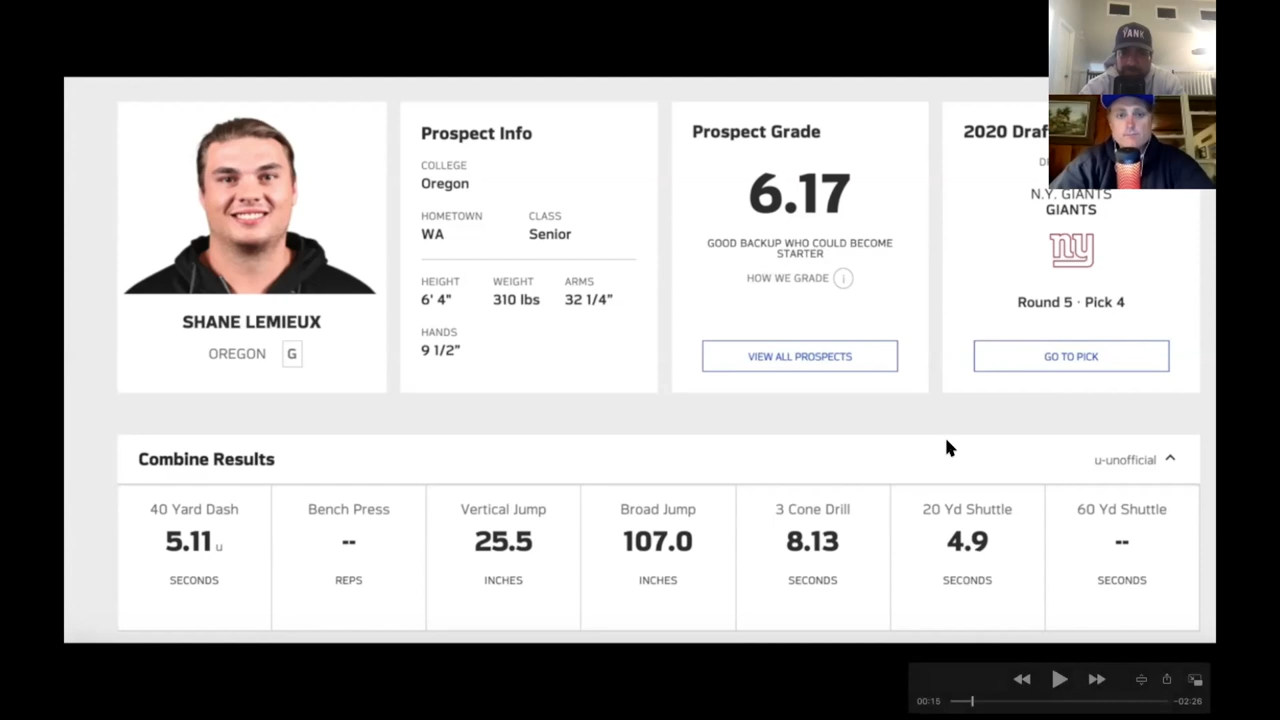 YANK
SHANE LEMIEUX
OREGON G
Prospect Info
COLLEGE
Oregon
HOMETOWN CLASS
WA Senior
HEIGHT WEIGHT ARMS
6' 4" 310 lbs 32 1/4"
HANDS
9 1/2"
Prospect Grade
6.17
GOOD BACKUP WHO COULD BECOME
STARTER
HOW WE GRADE i
VIEW ALL PROSPECTS
2020 Draf
N.Y. GIANTS
GIANTS
ny
Round 5 · Pick 4
GO TO PICK
Combine Results u-unofficial
40 Yard Dash Bench Press Vertical Jump Broad Jump 3 Cone Drill 20 Yd Shuttle 60 Yd Shuttle
5.11 u -- 25.5 107.0 8.13 4.9 --
SECONDS REPS INCHES INCHES SECONDS SECONDS SECONDS
00:15 -02:26